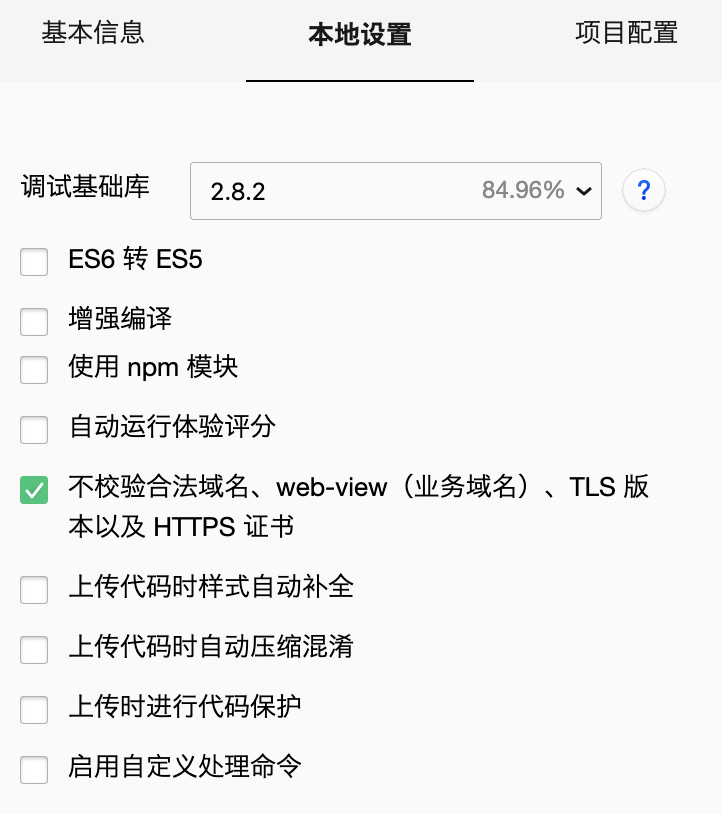 基本信息 本地设置 项目配置
调试基础库 2.8.2 84.96% ?
ES6 转 ES5
增强编译
使用 npm 模块
自动运行体验评分
不校验合法域名、web-view（业务域名）、TLS 版
本以及 HTTPS 证书
上传代码时样式自动补全
上传代码时自动压缩混淆
上传时进行代码保护
启用自定义处理命令